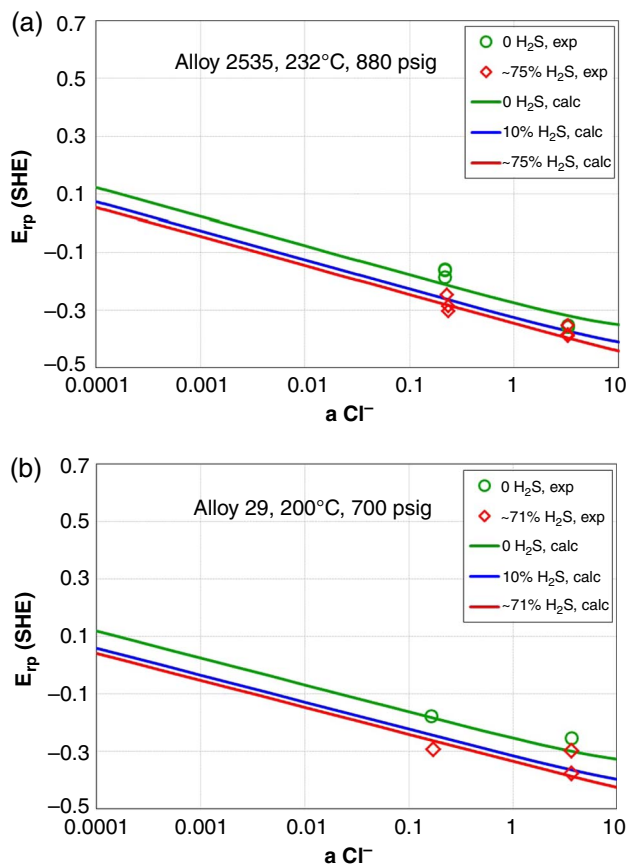 (a)
0.7
0 H₂S, exp
~75% H₂S, exp
0 H₂S, calc
10% H₂S, calc
~75% H₂S, calc
Alloy 2535, 232°C, 880 psig
0.5
0.3
0.1
−0.1
−0.3
−0.5
Erp (SHE)
0.0001
0.001
0.01
0.1
1
10
a Cl⁻
(b)
0.7
0 H₂S, exp
~71% H₂S, exp
0 H₂S, calc
10% H₂S, calc
~71% H₂S, calc
Alloy 29, 200°C, 700 psig
0.5
0.3
0.1
−0.1
−0.3
−0.5
Erp (SHE)
0.0001
0.001
0.01
0.1
1
10
a Cl⁻